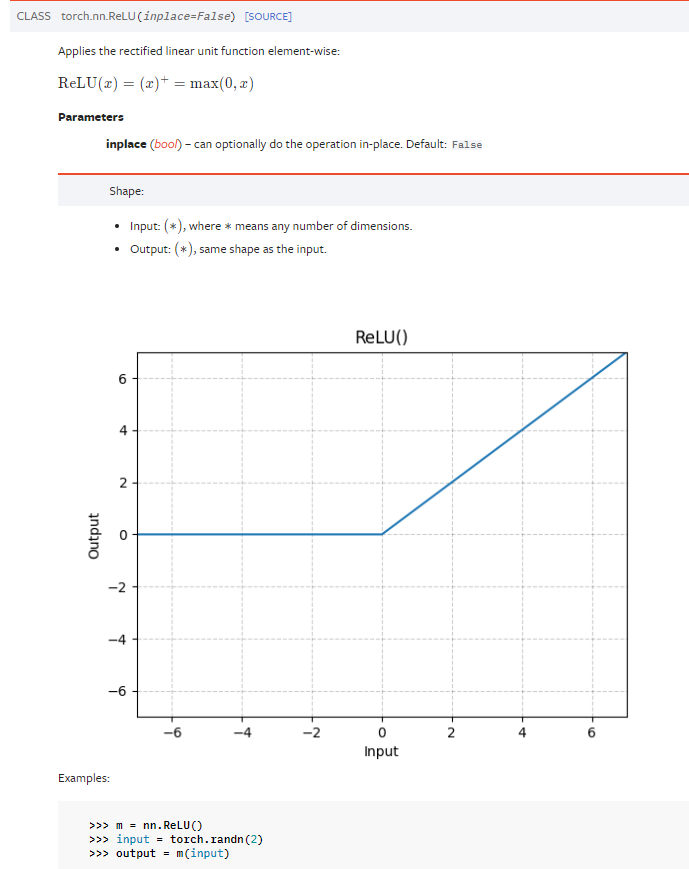 CLASS torch.nn.ReLU(inplace=False) [SOURCE]
Applies the rectified linear unit function element-wise:
ReLU(x) = (x)⁺ = max(0, x)
Parameters
inplace (bool) – can optionally do the operation in-place. Default: False
Shape:
• Input: (*), where * means any number of dimensions.
• Output: (*), same shape as the input.
ReLU()
6
4
2
0
−2
−4
−6
Output
−6 −4 −2 0 2 4 6
Input
Examples:
>>> m = nn.ReLU()
>>> input = torch.randn(2)
>>> output = m(input)